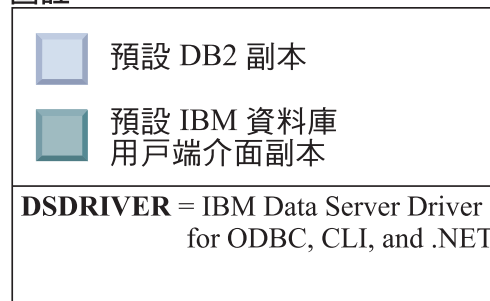 預設 DB2 副本
預設 IBM 資料庫
用戶端介面副本
DSDRIVER = IBM Data Server Driver
for ODBC, CLI, and .NET